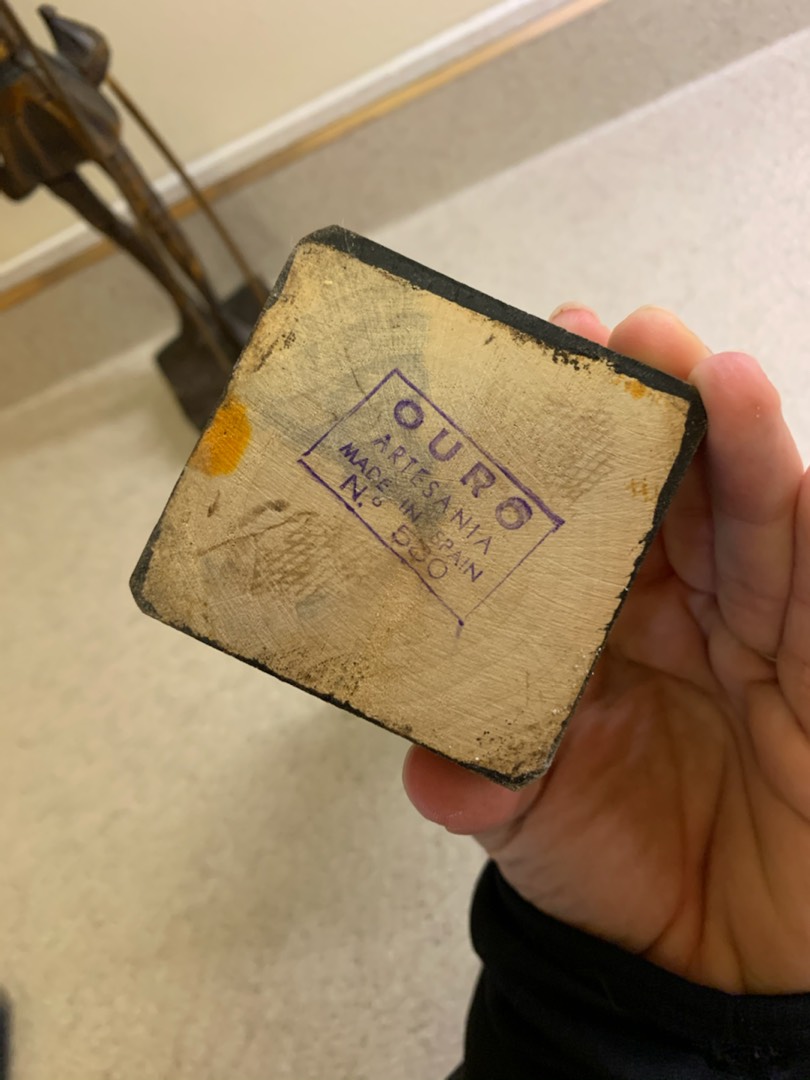 OURO
ARTESANIA
MADE IN SPAIN
N.º 530